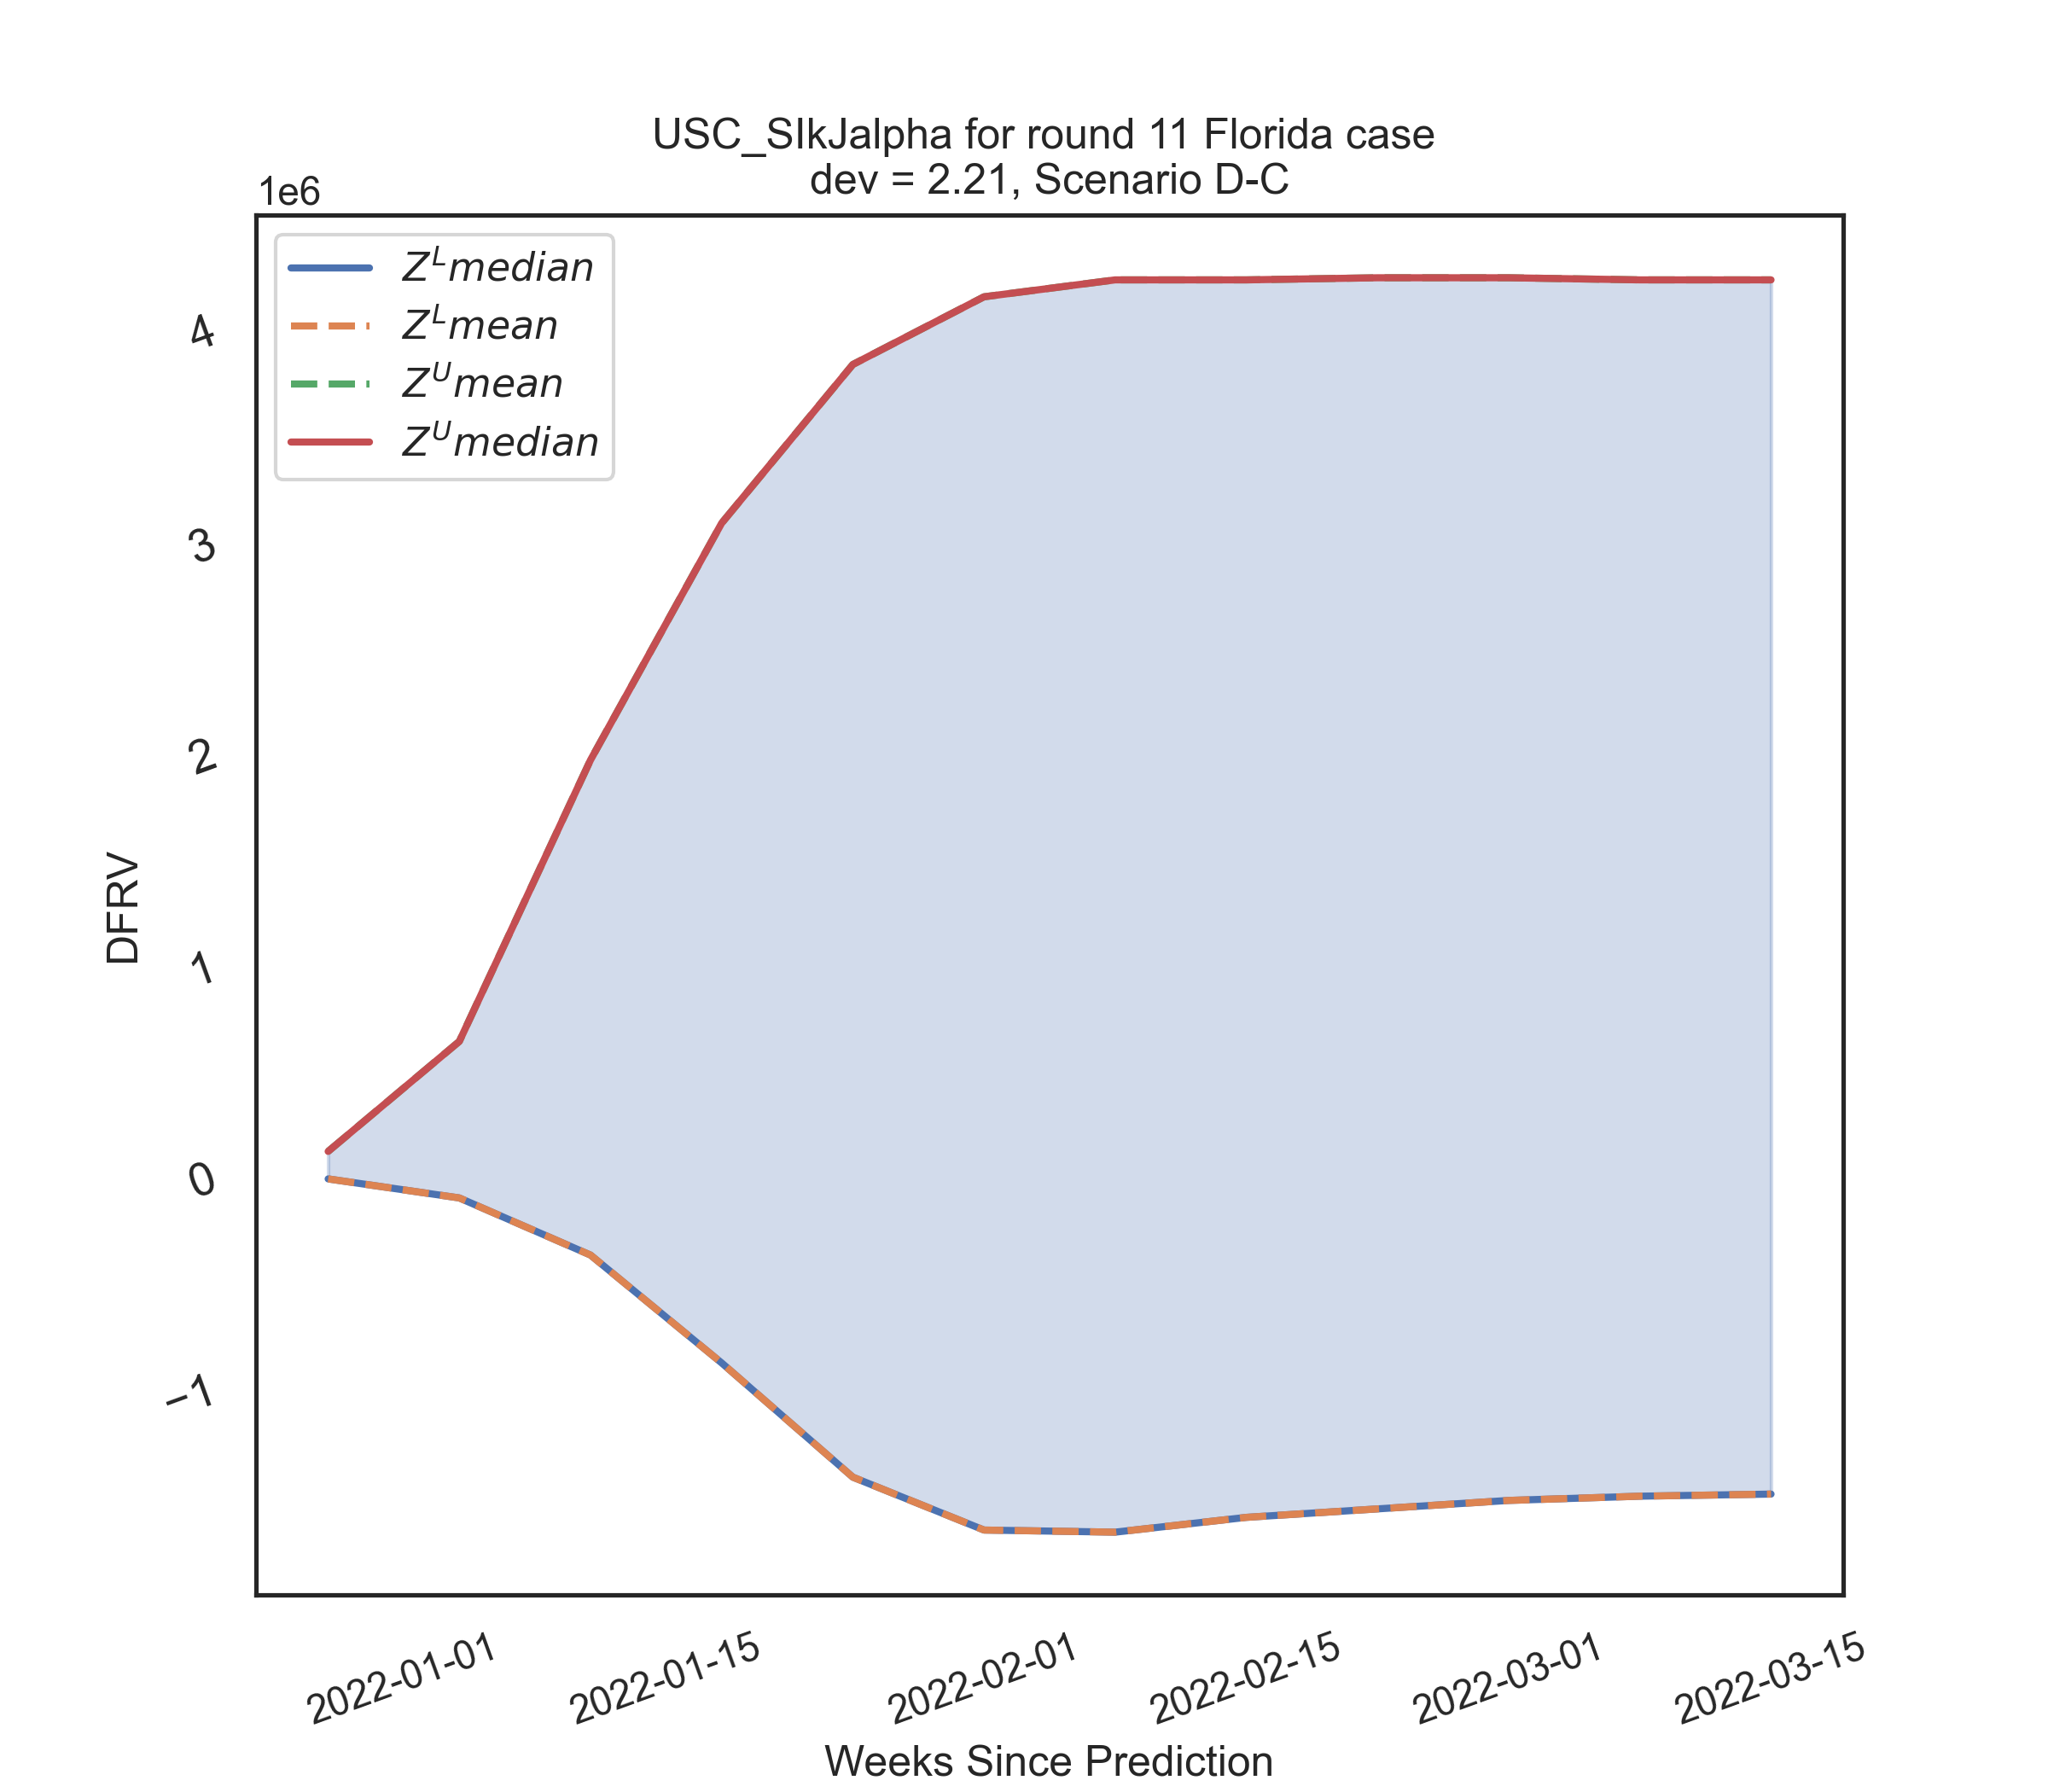 USC_SIkJalpha for round 11 Florida case
dev = 2.21, Scenario D-C
1e6
Z^L median
Z^L mean
Z^U mean
Z^U median
4
3
2
1
0
−1
DFRV
2022-01-01
2022-01-15
2022-02-01
2022-02-15
2022-03-01
2022-03-15
Weeks Since Prediction